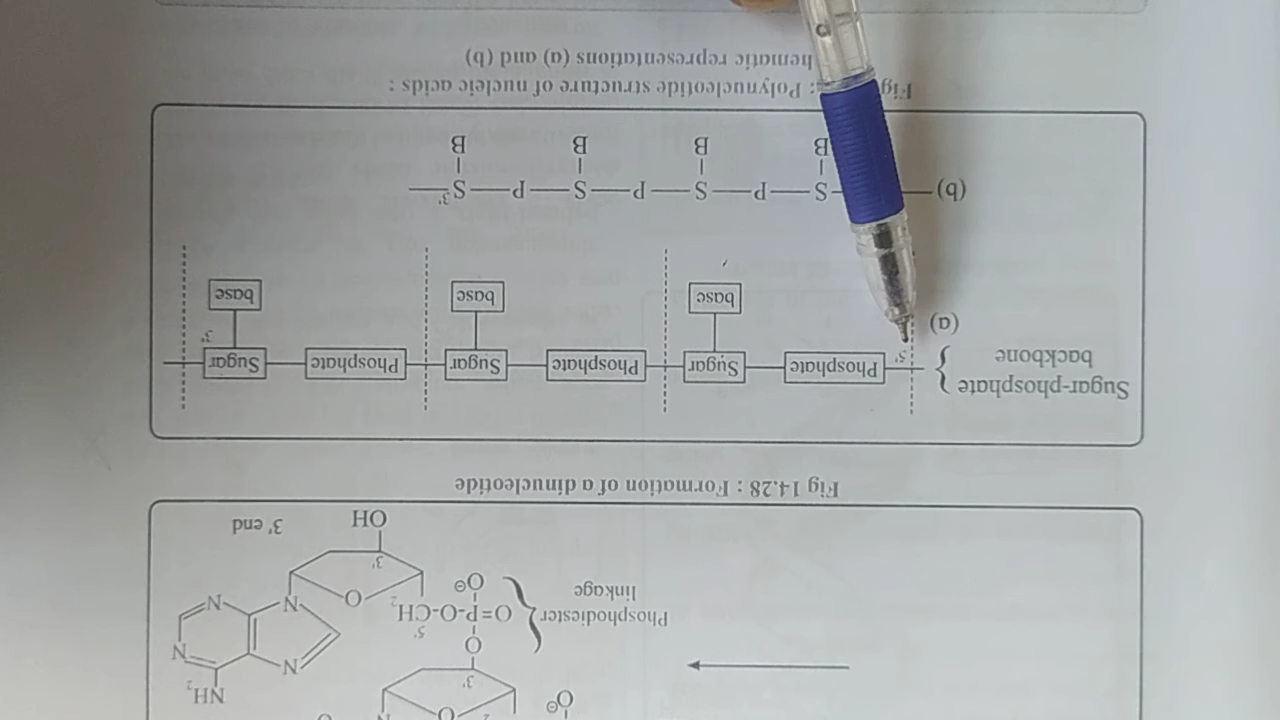 O⊖ O
3' NH₂
O N N
Phosphodiester O=P-O-CH₂ 5'
linkage O⊖ O N N
3'
OH 3' end
Fig 14.28 : Formation of a dinucleotide
Sugar-phosphate
backbone
5' Phosphate Sugar Phosphate Sugar Phosphate Sugar 3'
(a)
base base base
(b) S—P—S—P—S—P—S 3'
B B B B
: Polynucleotide structure of nucleic acids :
representations (a) and (b)